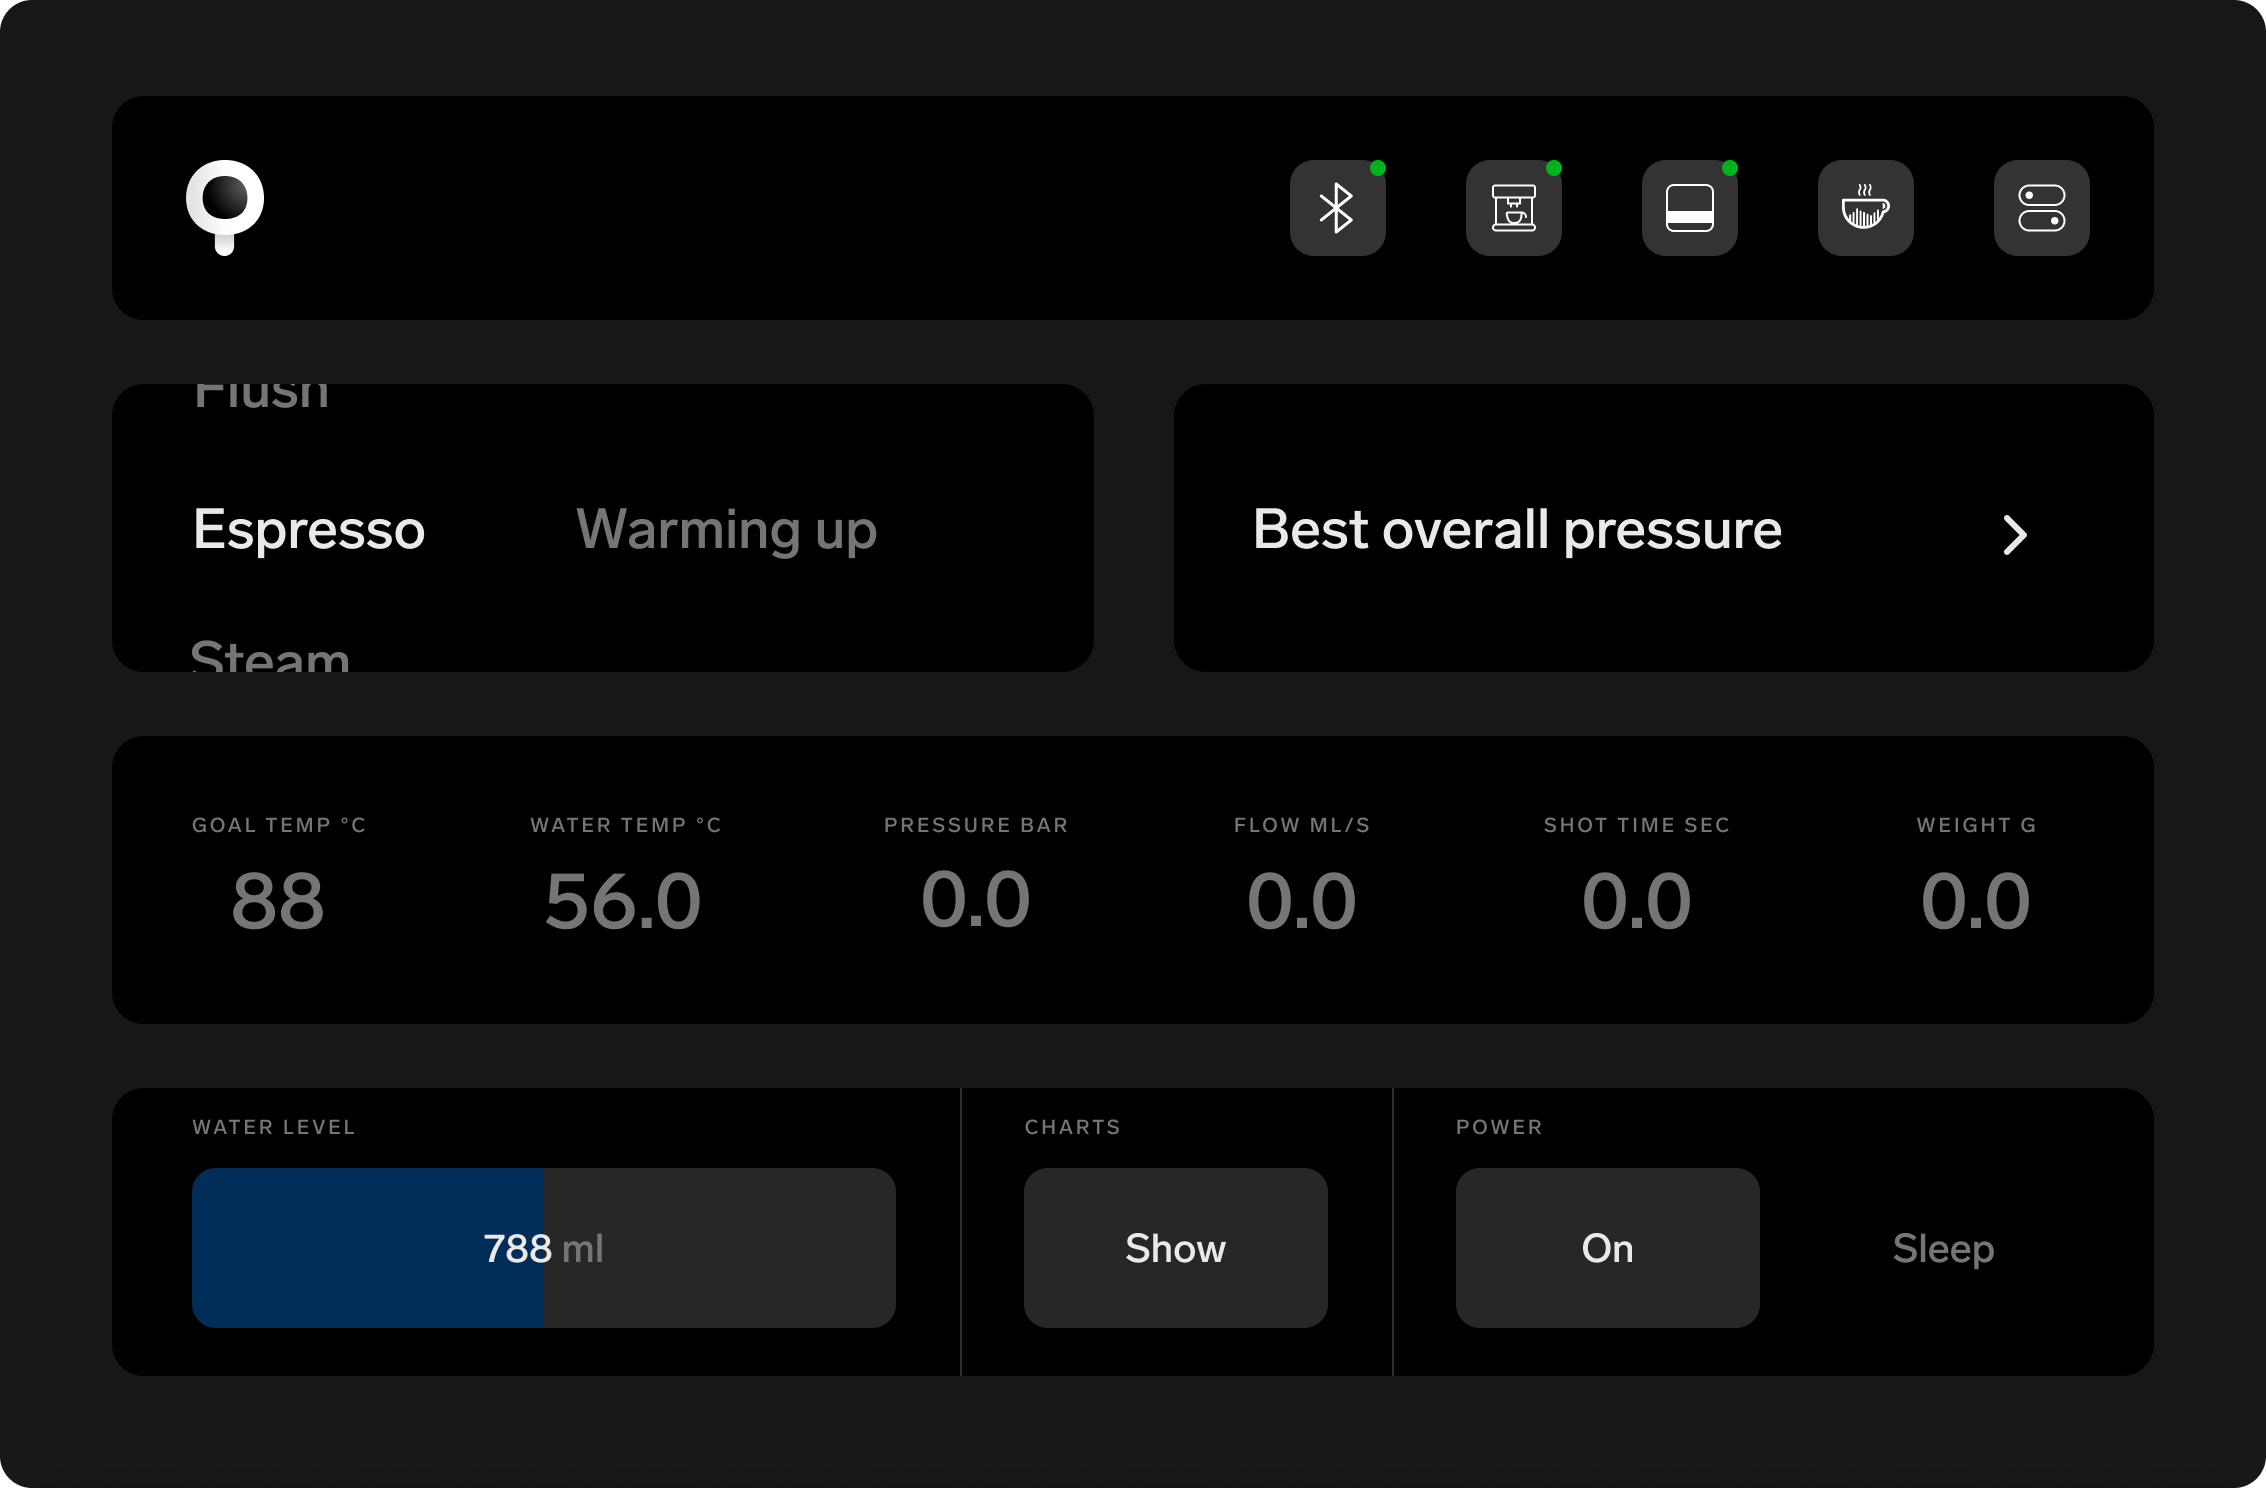 Flush
Espresso Warming up
Steam
Best overall pressure
GOAL TEMP °C
88
WATER TEMP °C
56.0
PRESSURE BAR
0.0
FLOW ML/S
0.0
SHOT TIME SEC
0.0
WEIGHT G
0.0
WATER LEVEL
788 ml
CHARTS
Show
POWER
On Sleep